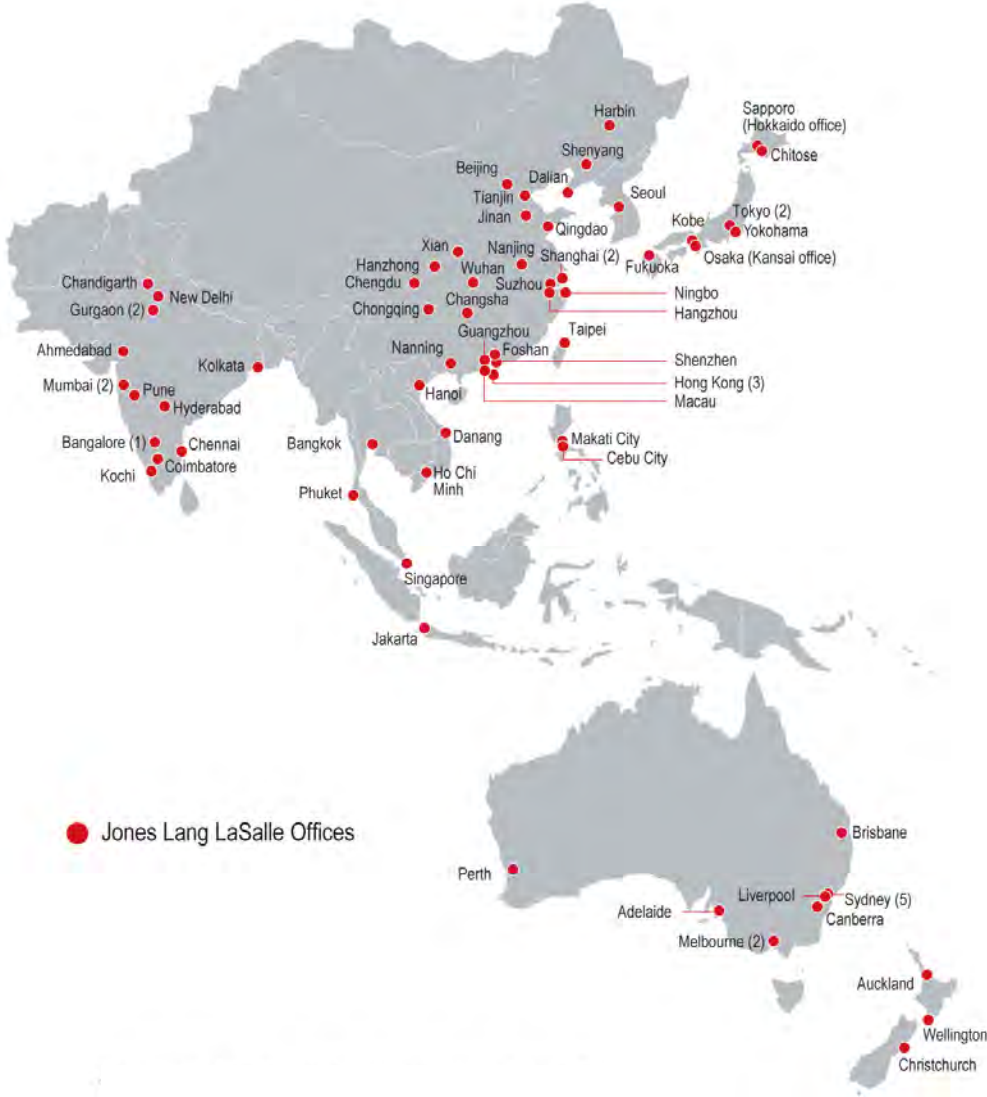 Harbin
Sapporo
(Hokkaido office)
Chitose
Shenyang
Beijing
Dalian
Tianjin
Seoul
Jinan
Qingdao
Kobe
Tokyo (2)
Yokohama
Osaka (Kansai office)
Fukuoka
Xian
Nanjing
Shanghai (2)
Hanzhong
Wuhan
Suzhou
Chengdu
Chandigarth
New Delhi
Ningbo
Gurgaon (2)
Chongqing
Changsha
Hangzhou
Guangzhou
Taipei
Ahmedabad
Kolkata
Nanning
Foshan
Shenzhen
Mumbai (2)
Pune
Hanoi
Hong Kong (3)
Hyderabad
Macau
Bangalore (1)
Chennai
Bangkok
Danang
Makati City
Cebu City
Coimbatore
Kochi
Ho Chi
Minh
Phuket
Singapore
Jakarta
Jones Lang LaSalle Offices
Brisbane
Perth
Liverpool
Sydney (5)
Adelaide
Canberra
Melbourne (2)
Auckland
Wellington
Christchurch